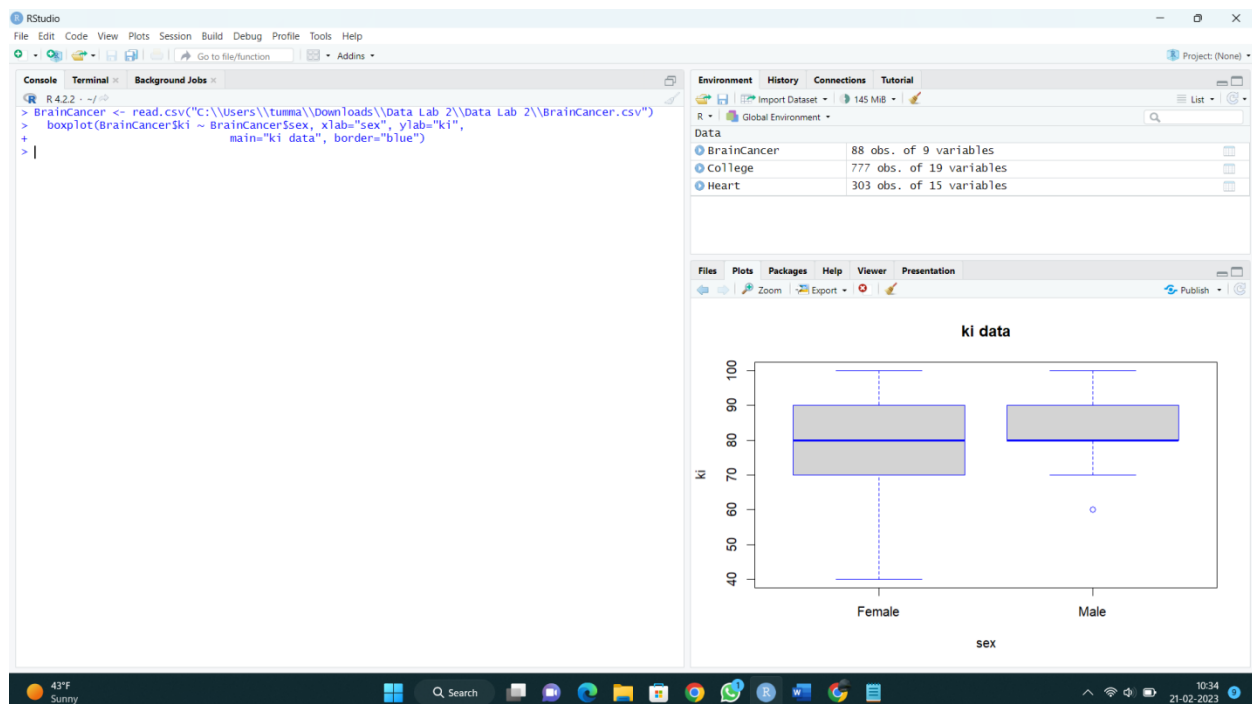 RStudio
File Edit Code View Plots Session Build Debug Profile Tools Help
Go to file/function Addins Project: (None)
Console Terminal Background Jobs
R 4.2.2 · ~/
> BrainCancer <- read.csv("C:\\Users\\tumma\\Downloads\\Data Lab 2\\Data Lab 2\\BrainCancer.csv")
> boxplot(BrainCancer$ki ~ BrainCancer$sex, xlab="sex", ylab="ki",
+ main="ki data", border="blue")
>
Environment History Connections Tutorial
Import Dataset 145 MiB List
R Global Environment
Data
BrainCancer 88 obs. of 9 variables
College 777 obs. of 19 variables
Heart 303 obs. of 15 variables
Files Plots Packages Help Viewer Presentation
Zoom Export Publish
ki data
100
90
80
70
60
50
40
ki
Female Male
sex
43°F
Sunny
Search
10:34
21-02-2023
9